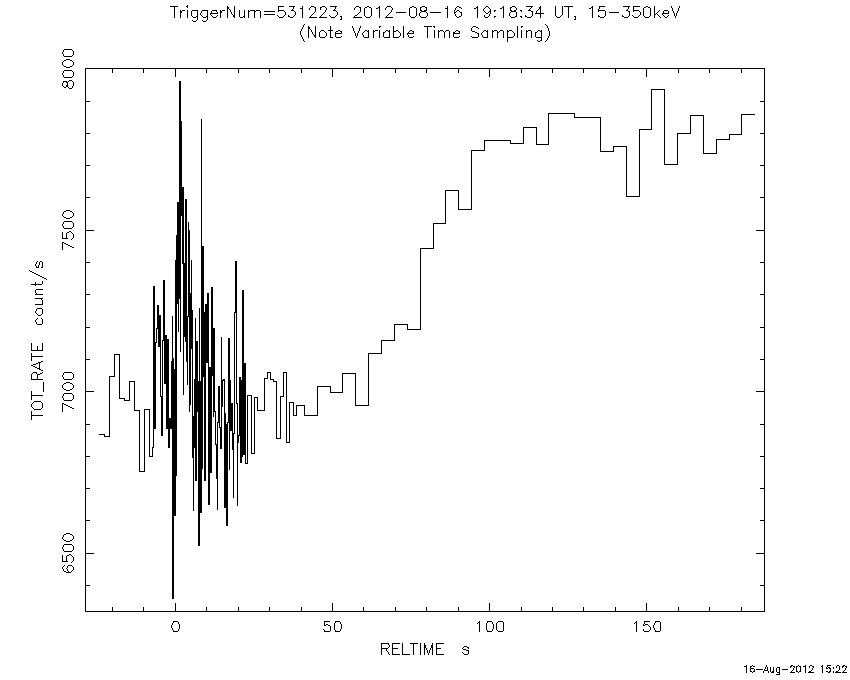 TriggerNum=531223, 2012-08-16 19:18:34 UT, 15-350keV
(Note Variable Time Sampling)
8000
7500
7000
6500
TOT_RATE count/s
0 50 100 150
RELTIME s
16-Aug-2012 15:22